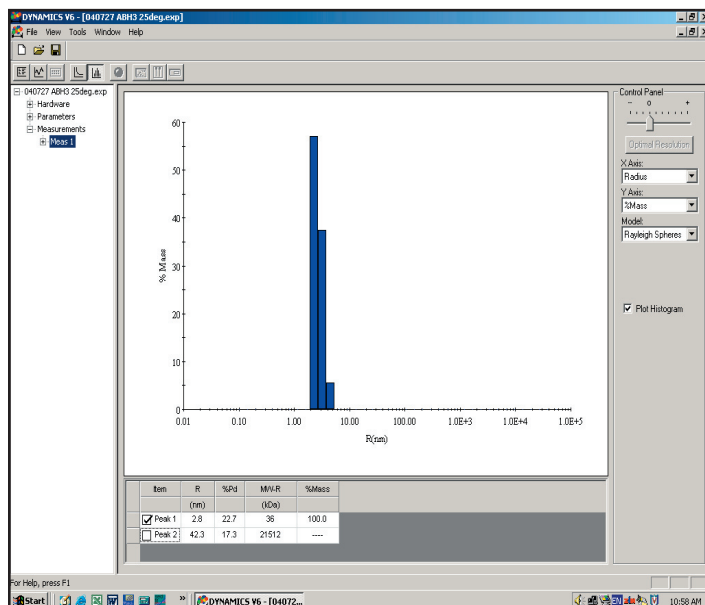 DYNAMICS V6 - [040727 ABH3 25deg.exp]
File View Tools Window Help
040727 ABH3 25deg.exp
Hardware
Parameters
Measurements
Meas 1
60
50
40
30
20
10
0
% Mass
0.01 0.10 1.00 10.00 100.00 1.0E+3 1.0E+4 1.0E+5
R(nm)
Control Panel
- 0 +
Optimal Resolution
X Axis:
Radius
Y Axis:
%Mass
Model:
Rayleigh Spheres
Plot Histogram
Item R %Pd MW-R %Mass
(nm) (kDa)
Peak 1 2.8 22.7 36 100.0
Peak 2 42.3 17.3 21512 ----
For Help, press F1
Start » DYNAMICS V6 - [04072... EN 10:58 AM